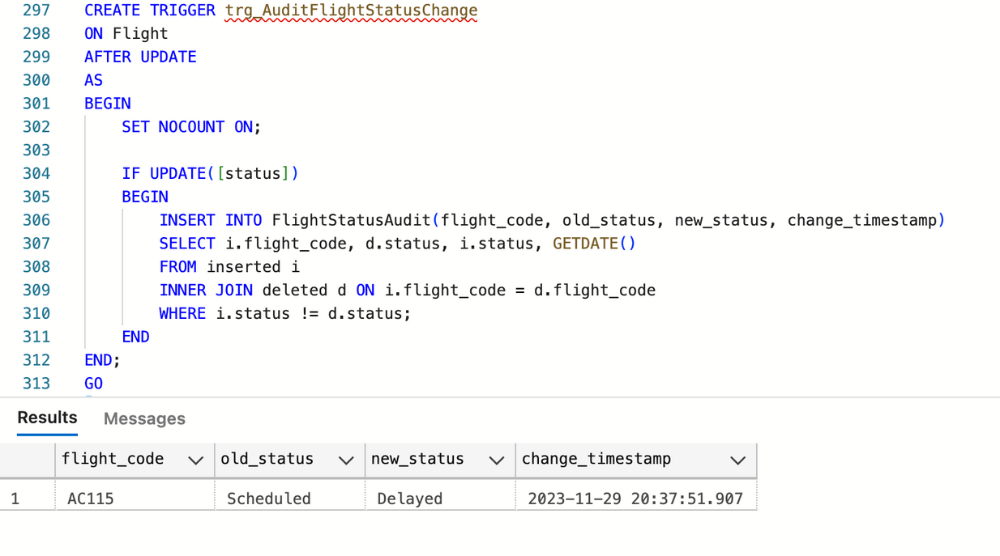 297 CREATE TRIGGER trg_AuditFlightStatusChange
298 ON Flight
299 AFTER UPDATE
300 AS
301 BEGIN
302 SET NOCOUNT ON;
303
304 IF UPDATE([status])
305 BEGIN
306 INSERT INTO FlightStatusAudit(flight_code, old_status, new_status, change_timestamp)
307 SELECT i.flight_code, d.status, i.status, GETDATE()
308 FROM inserted i
309 INNER JOIN deleted d ON i.flight_code = d.flight_code
310 WHERE i.status != d.status;
311 END
312 END;
313 GO
Results Messages
flight_code old_status new_status change_timestamp
1 AC115 Scheduled Delayed 2023-11-29 20:37:51.907